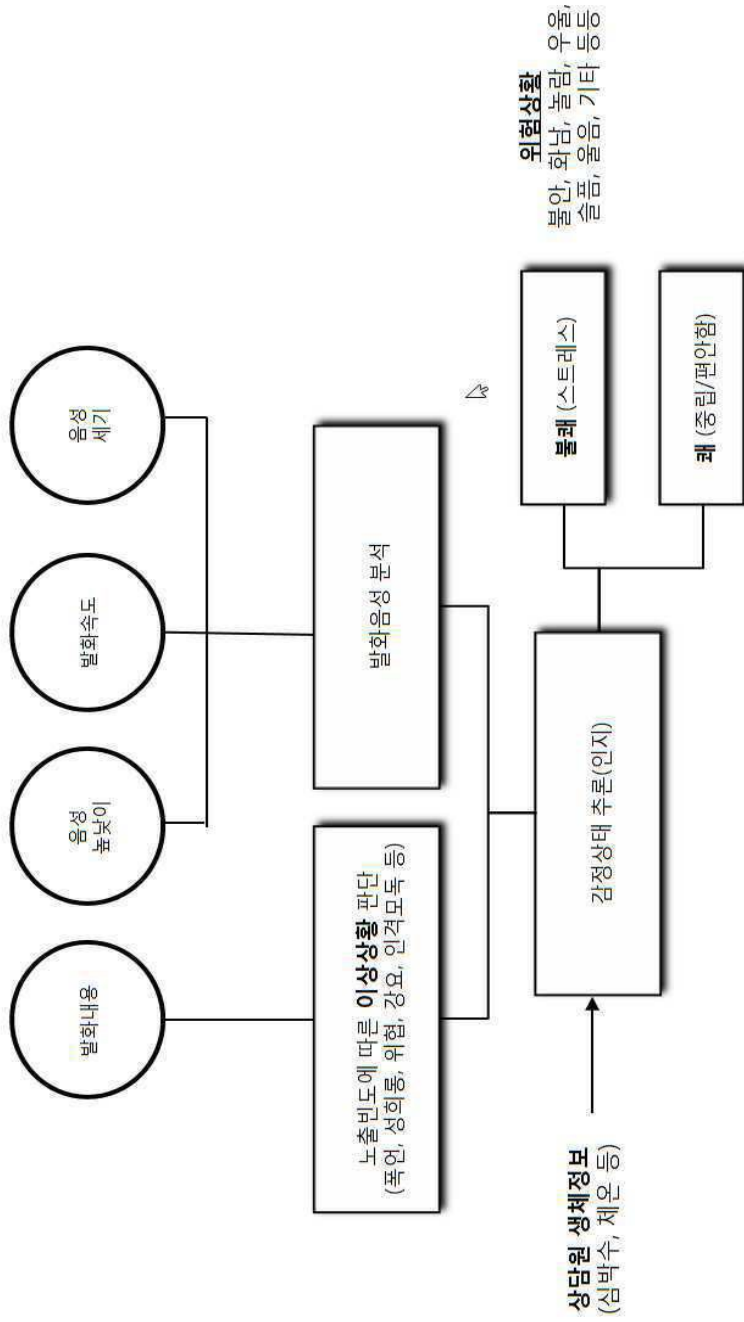 발화내용
음성
높낮이
발화속도
음성
세기
노출빈도에 따른 이상상황 판단
(폭언, 성희롱, 위협, 강요, 인격모독 등)
발화음성 분석
상담원 생체정보
(심박수, 체온 등)
감정상태 추론(인지)
불쾌 (스트레스)
쾌 (중립/편안함)
위험상황
불안, 화남, 놀람, 우울,
슬픔, 울음, 기타 등등